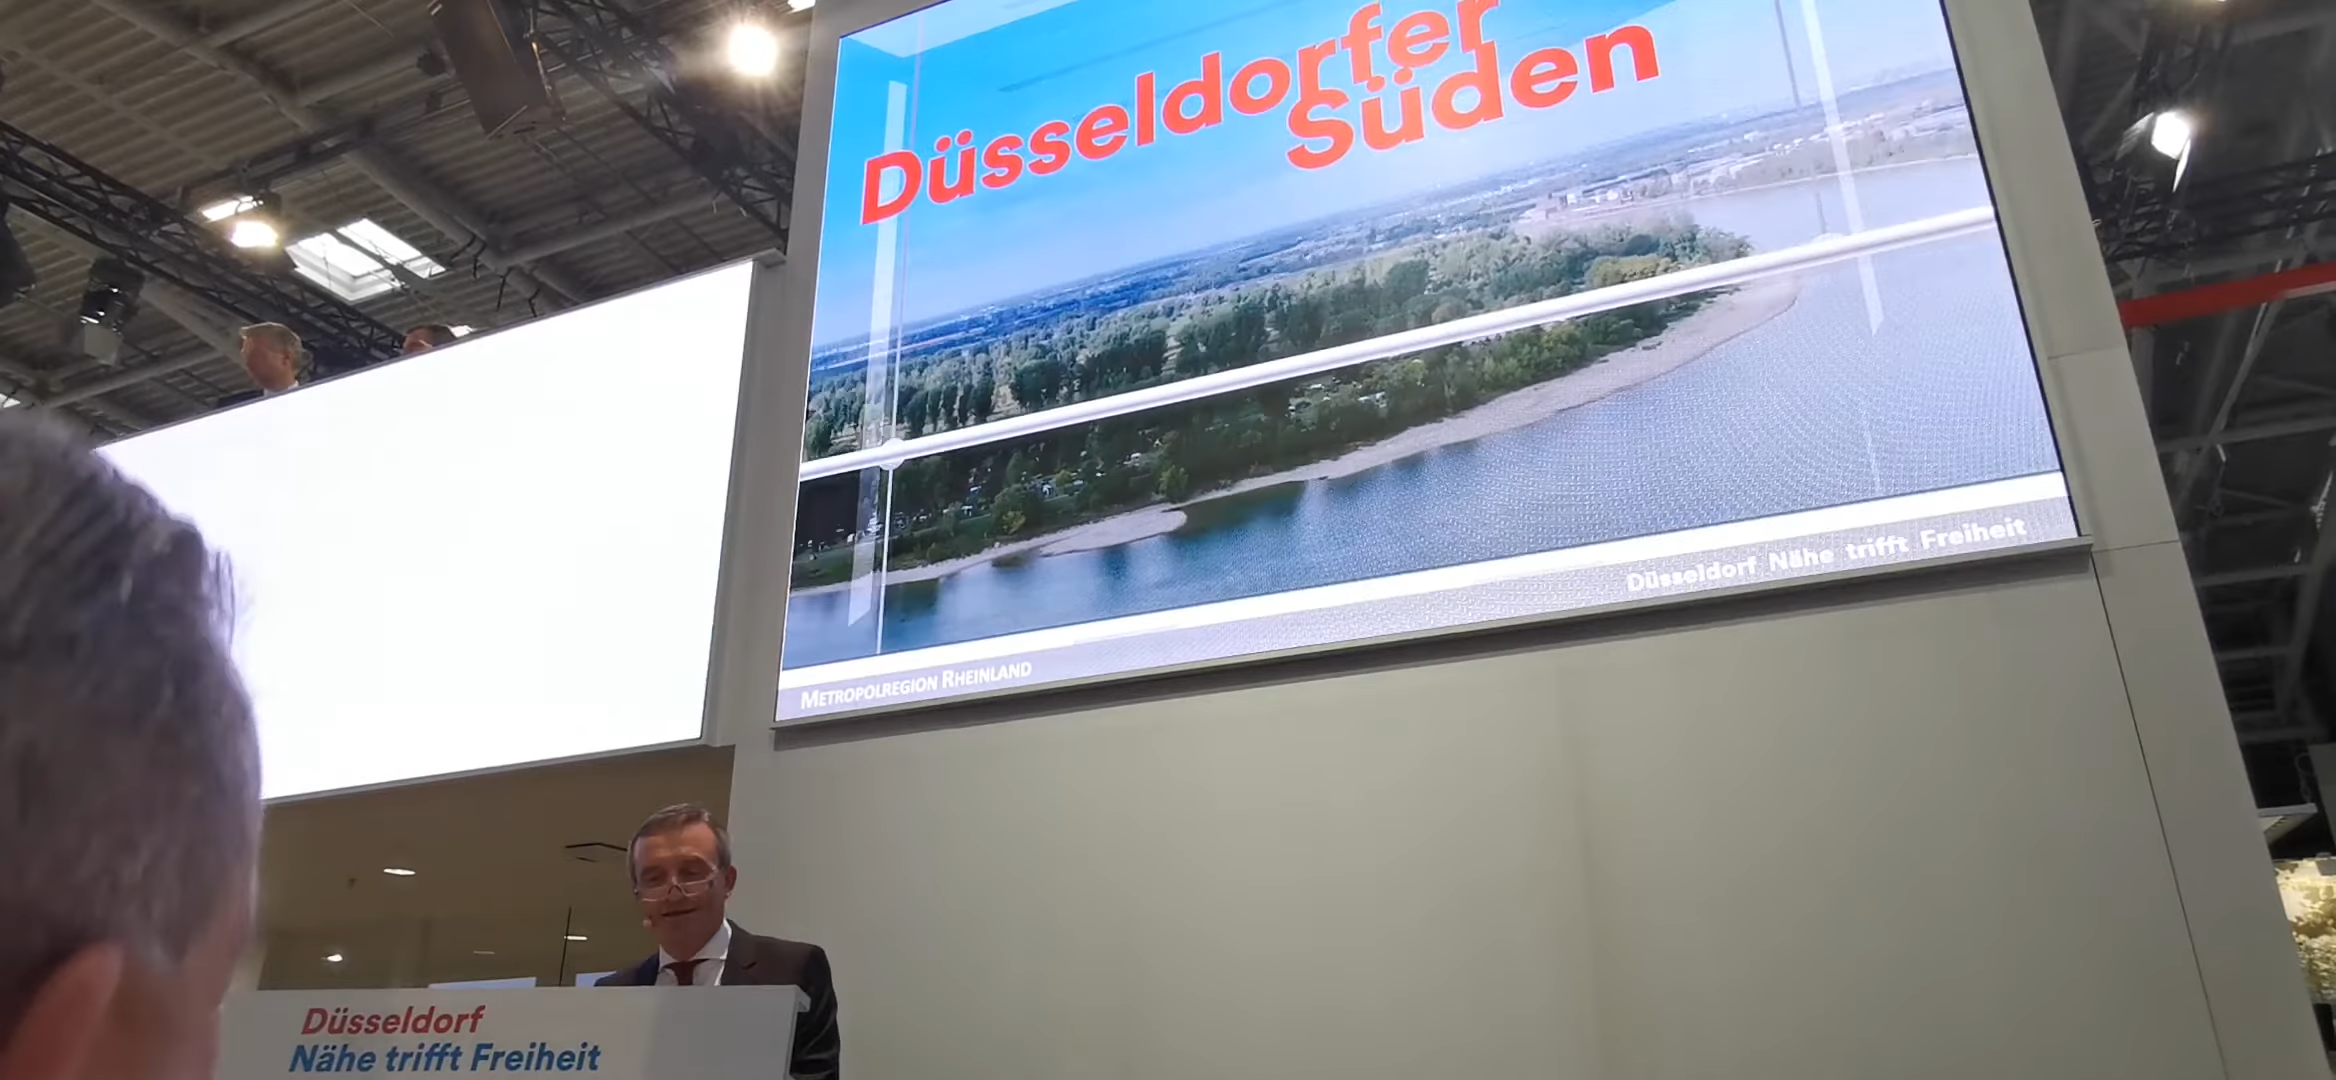 Düsseldorfer
Süden
Düsseldorf Nähe trifft Freiheit
METROPOLREGION RHEINLAND
Düsseldorf
Nähe trifft Freiheit